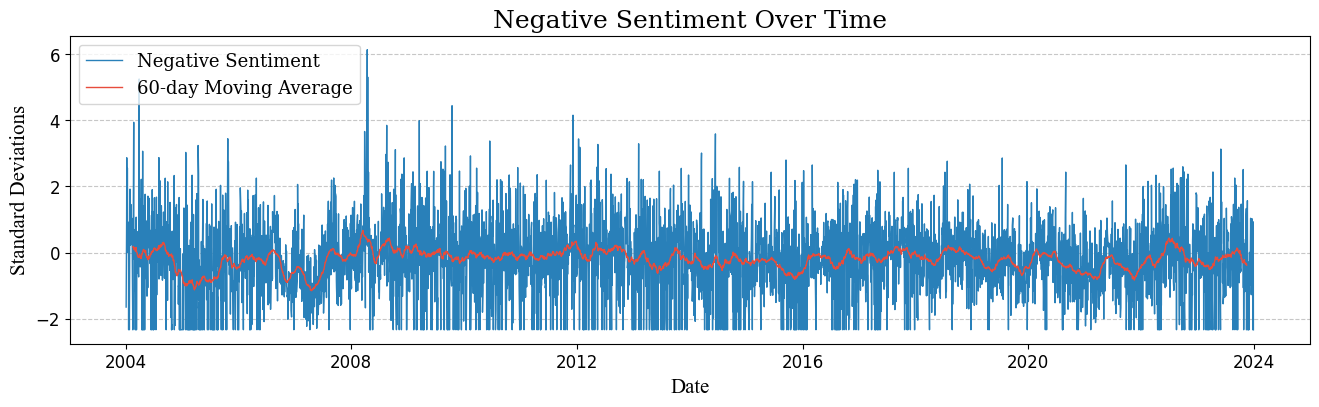 Negative Sentiment Over Time
Negative Sentiment
60-day Moving Average
Standard Deviations
6
4
2
0
−2
2004
2008
2012
2016
2020
2024
Date